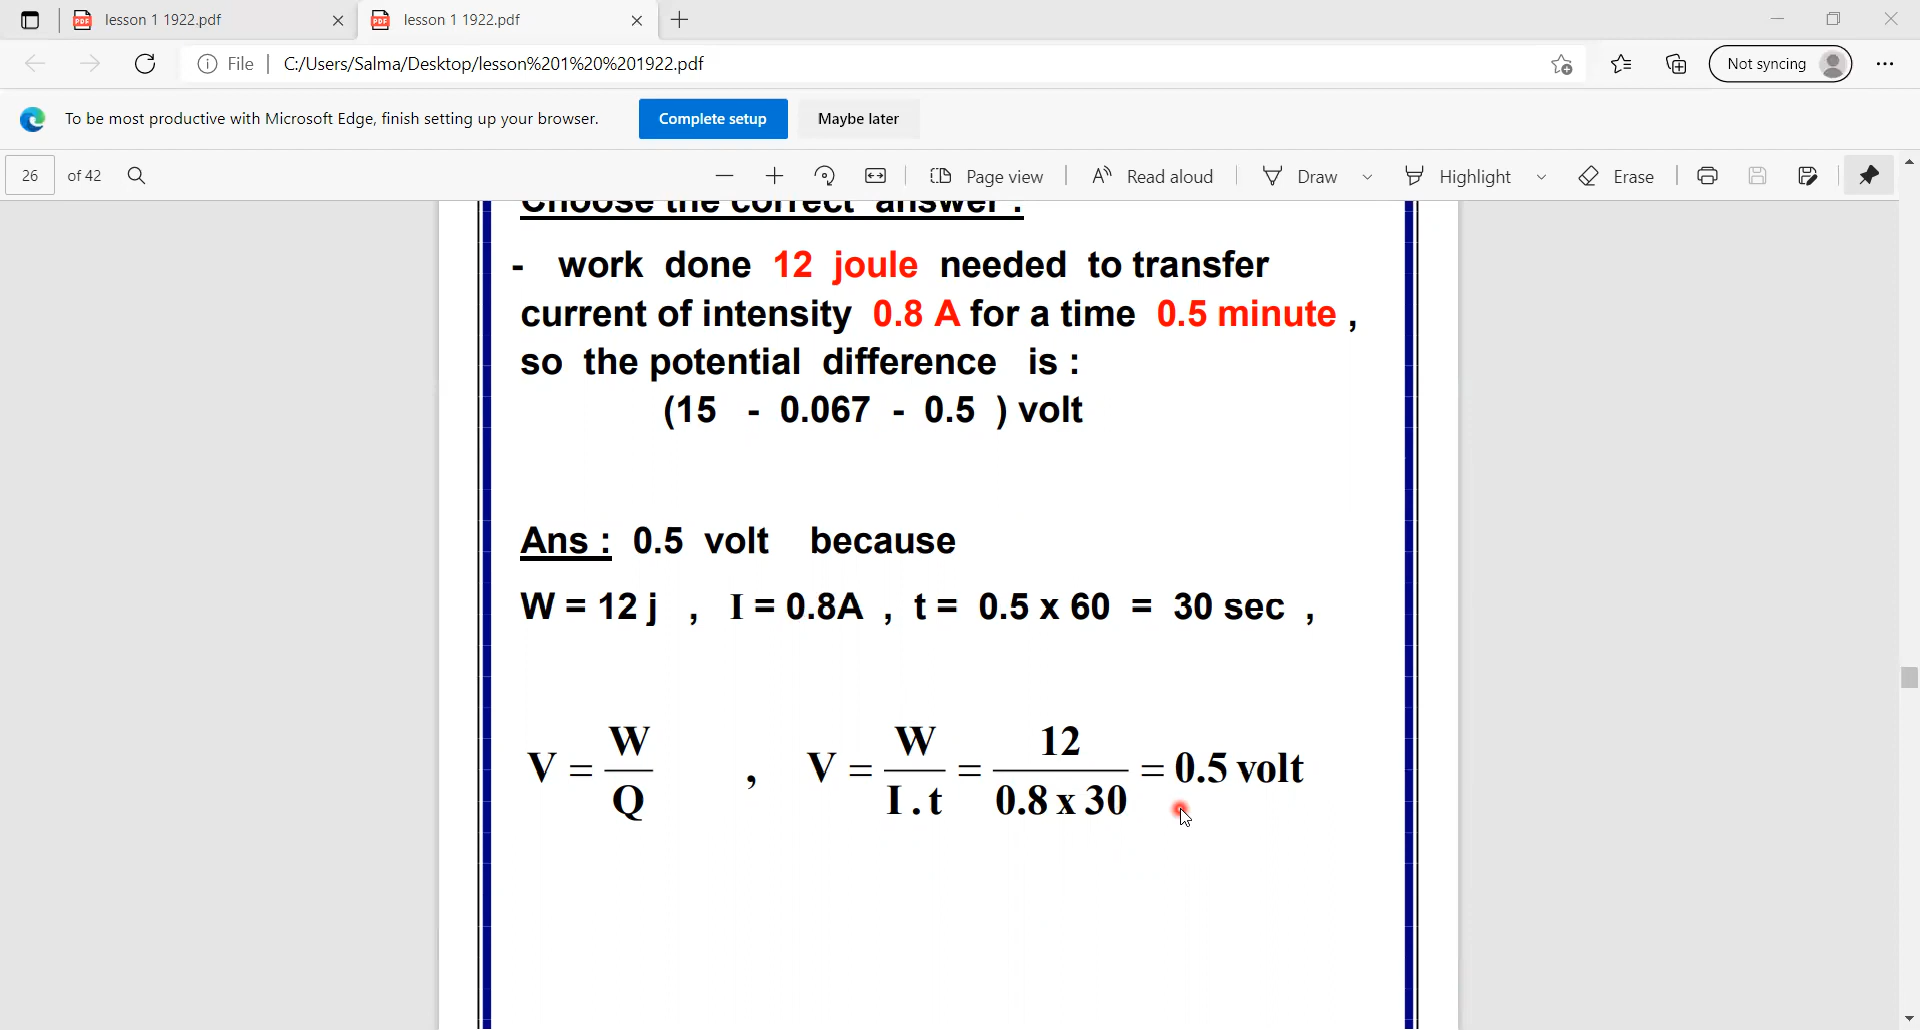 lesson 1 1922.pdf
lesson 1 1922.pdf
File
C:/Users/Salma/Desktop/lesson%201%20%201922.pdf
Not syncing
To be most productive with Microsoft Edge, finish setting up your browser.
Complete setup
Maybe later
26 of 42
Page view
Read aloud
Draw
Highlight
Erase
Choose the correct answer :
- work done 12 joule needed to transfer
current of intensity 0.8 A for a time 0.5 minute ,
so the potential difference is :
(15 - 0.067 - 0.5 ) volt
Ans : 0.5 volt because
W = 12 j , I = 0.8A , t = 0.5 x 60 = 30 sec ,
V = W / Q , V = W / I . t = 12 / 0.8 x 30 = 0.5 volt